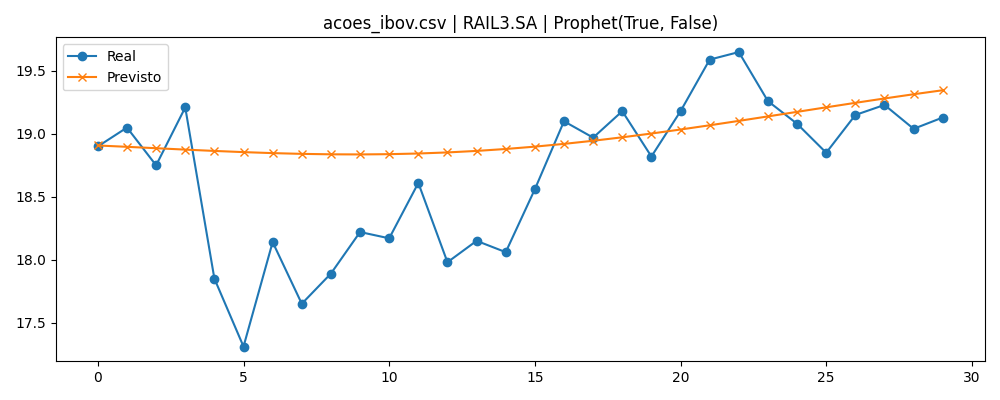 acoes_ibov.csv | RAIL3.SA | Prophet(True, False)
Real
Previsto
19.5
19.0
18.5
18.0
17.5
0 5 10 15 20 25 30